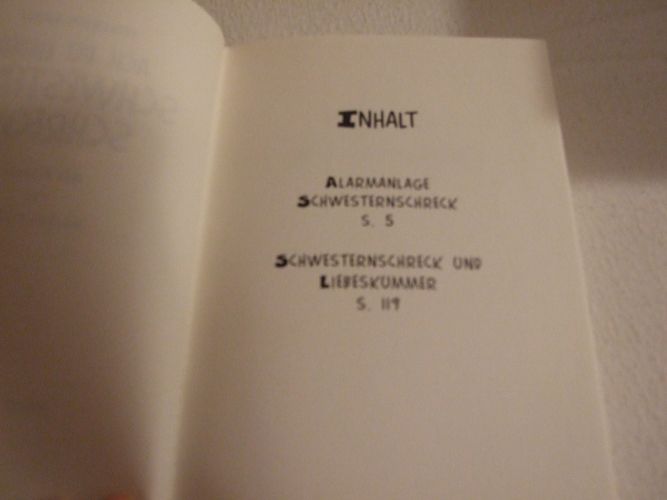 INHALT
ALARMANLAGE
SCHWESTERNSCHRECK
S. 5
SCHWESTERNSCHRECK UND
LIEBESKUMMER
S. 119